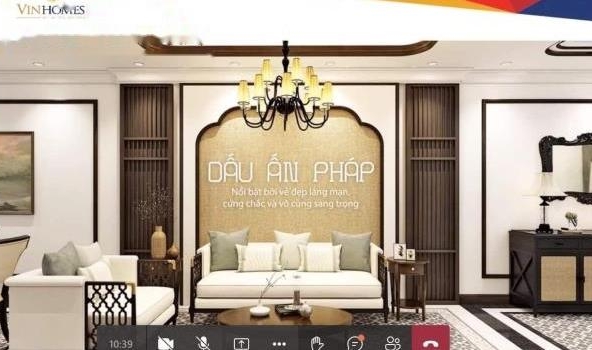 VINHOMES
DẤU ẤN PHÁP
Nổi bật bởi vẻ đẹp lãng mạn,
cứng chắc và vô cùng sang trọng
10:39